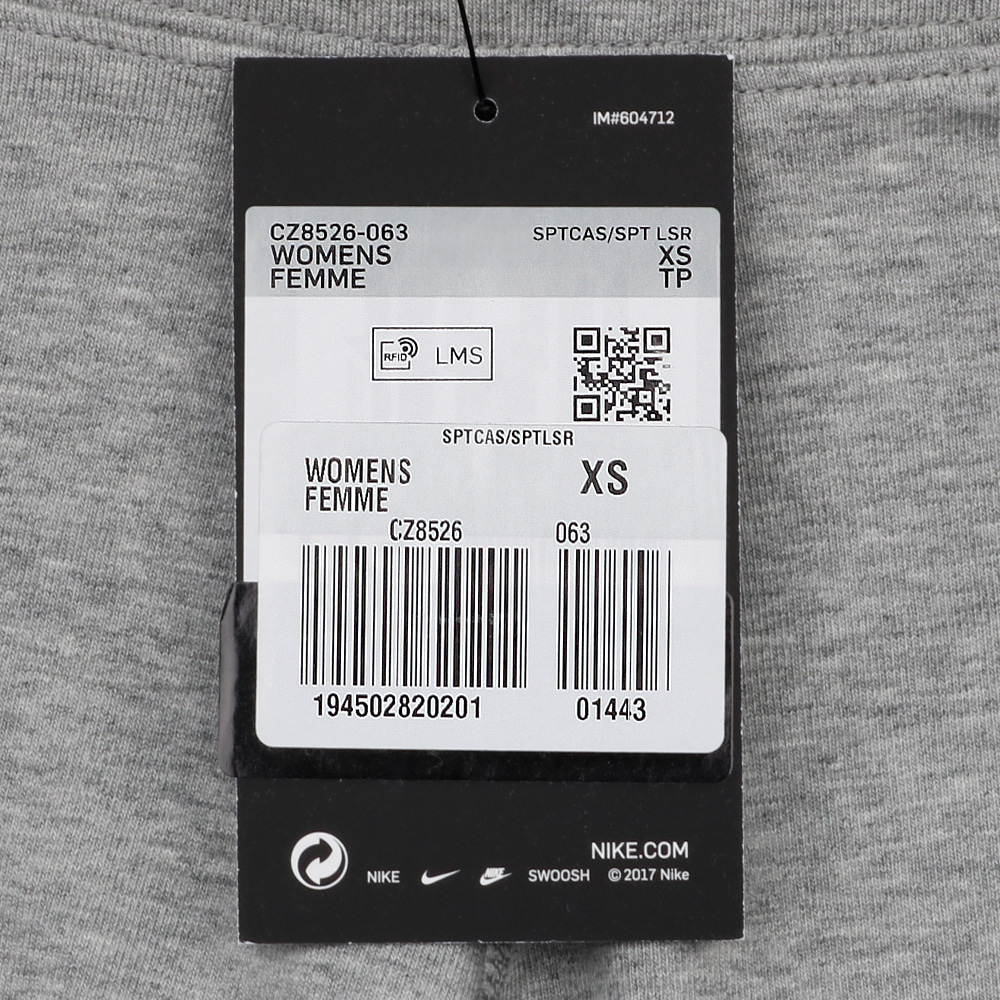 IM#604712
CZ8526-063 SPTCAS/SPT LSR
WOMENS XS
FEMME TP
RFID LMS
SPTCAS/SPTLSR
WOMENS XS
FEMME
CZ8526 063
194502820201 01443
NIKE.COM
NIKE NIKE SWOOSH © 2017 Nike